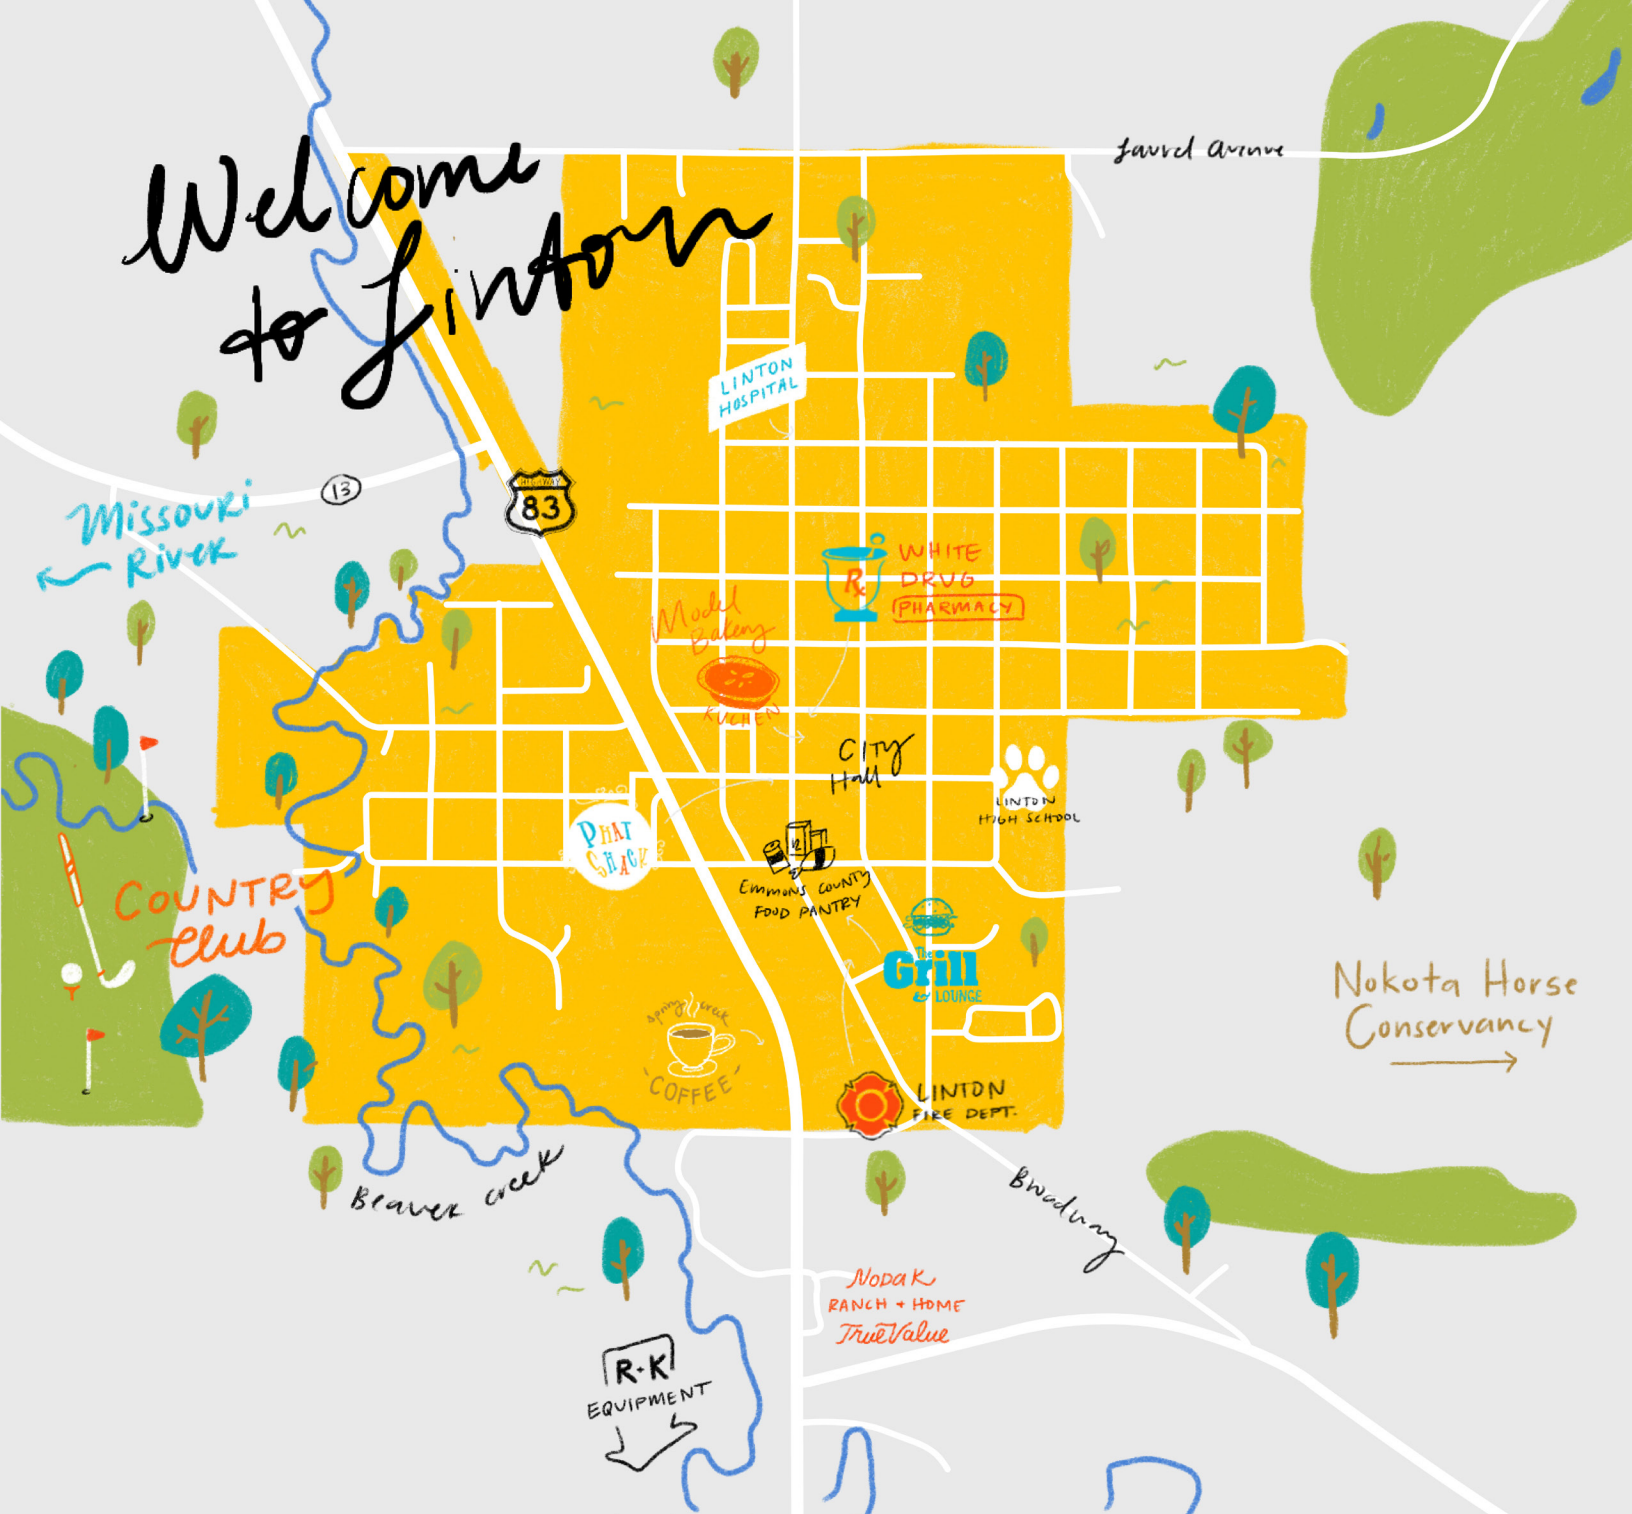 Welcome
to Linton
Laurel Avenue
LINTON
HOSPITAL
HIGHWAY
83
13
Missouri
River
WHITE
DRUG
PHARMACY
Rx
Model
Bakery
KUCHEN
CITY
Hall
LINTON
HIGH SCHOOL
PHAT
SHACK
EMMONS COUNTY
FOOD PANTRY
COUNTRY
Club
The
Grill
& LOUNGE
Nokota Horse
Conservancy
spring creek
COFFEE
LINTON
FIRE DEPT.
Beaver creek
Broadway
NODAK
RANCH + HOME
TrueValue
R-K
EQUIPMENT